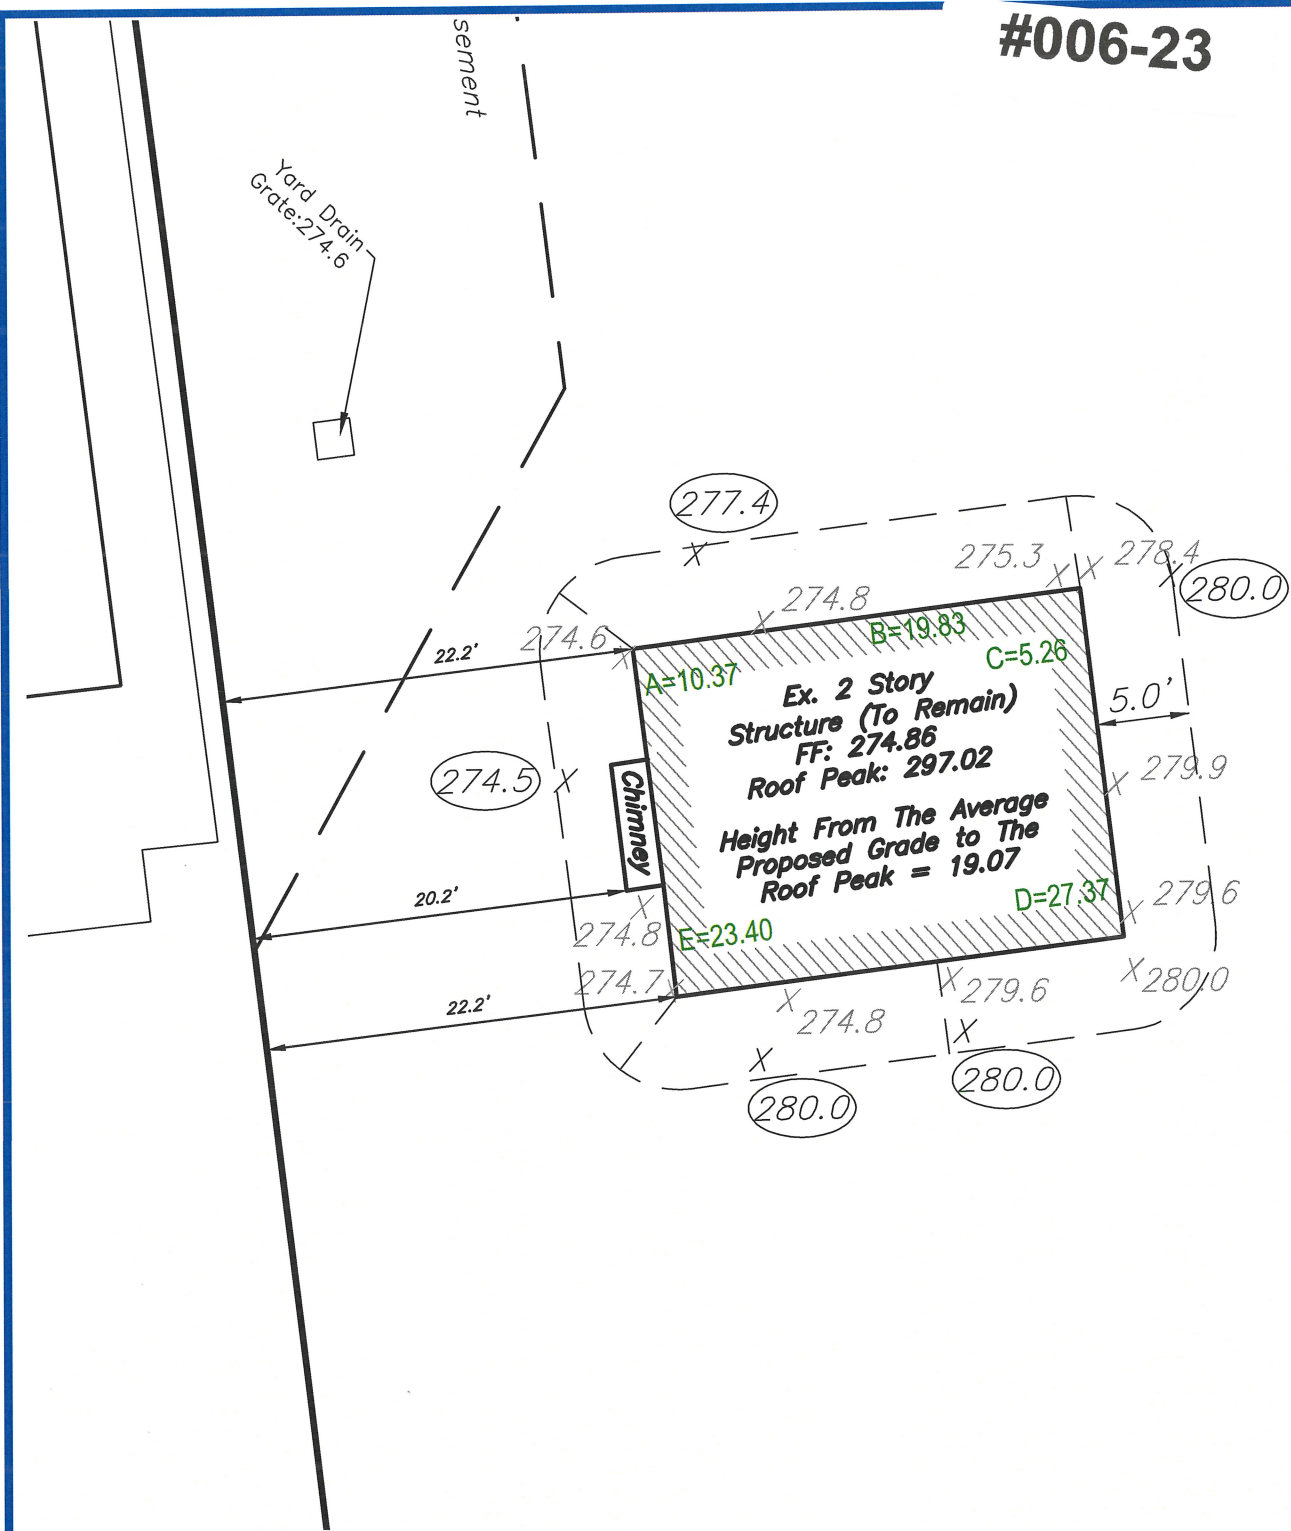 #006-23
sement
Yard Drain
Grate:274.6
277.4
275.3
278.4
280.0
274.8
274.6
22.2'
B=19.83
C=5.26
A=10.37
Ex. 2 Story
Structure (To Remain)
FF: 274.86
Roof Peak: 297.02
5.0'
274.5
Chimney
279.9
Height From The Average
Proposed Grade to The
Roof Peak = 19.07
20.2'
D=27.37
279.6
274.8
E=23.40
274.7
280.0
279.6
22.2'
274.8
280.0
280.0